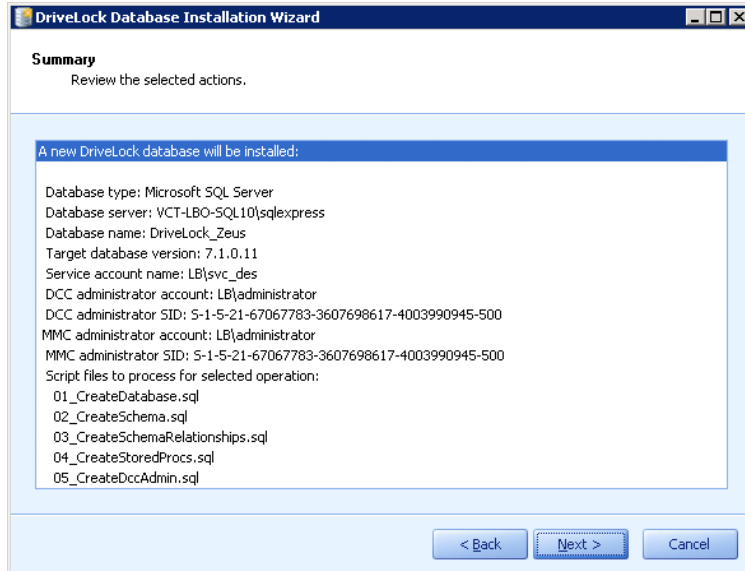 DriveLock Database Installation Wizard
Summary
Review the selected actions.
A new DriveLock database will be installed:
Database type: Microsoft SQL Server
Database server: VCT-LBO-SQL10\sqlexpress
Database name: DriveLock_Zeus
Target database version: 7.1.0.11
Service account name: LB\svc_des
DCC administrator account: LB\administrator
DCC administrator SID: S-1-5-21-67067783-3607698617-4003990945-500
MMC administrator account: LB\administrator
MMC administrator SID: S-1-5-21-67067783-3607698617-4003990945-500
Script files to process for selected operation:
01_CreateDatabase.sql
02_CreateSchema.sql
03_CreateSchemaRelationships.sql
04_CreateStoredProcs.sql
05_CreateDccAdmin.sql
< Back Next > Cancel